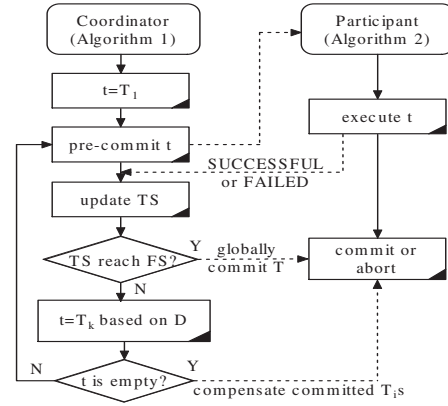 Coordinator
(Algorithm 1)
Participant
(Algorithm 2)
t=T1
pre-commit t
execute t
SUCCESSFUL
or FAILED
update TS
TS reach FS?
Y
globally
commit T
commit or
abort
N
t=Tk based on D
N
t is empty?
Y
compensate committed Tis